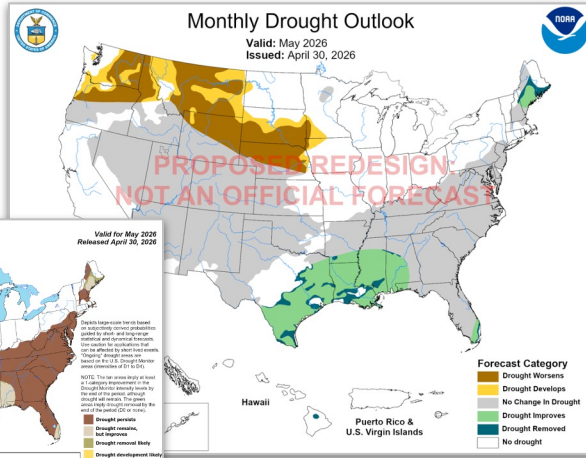 Monthly Drought Outlook
Valid: May 2026
Issued: April 30, 2026
NOAA
PROPOSED REDESIGN:
NOT AN OFFICIAL FORECAST
Valid for May 2026
Released April 30, 2026
Depicts large-scale trends based
on subjectively derived probabilities
guided by short- and long-range
statistical and dynamical forecasts.
Use caution for applications that
can be affected by short lived events.
"Ongoing" drought areas are
based on the U.S. Drought Monitor
areas (intensities of D1 to D4).
NOTE: The tan areas imply at least
a 1-category improvement in the
Drought Monitor intensity levels by
the end of the period, although
drought will remain. The green
areas imply drought removal by the
end of the period (D0 or none).
Drought persists
Drought remains,
but improves
Drought removal likely
Drought development likely
Hawaii
Puerto Rico &
U.S. Virgin Islands
Forecast Category
Drought Worsens
Drought Develops
No Change In Drought
Drought Improves
Drought Removed
No drought